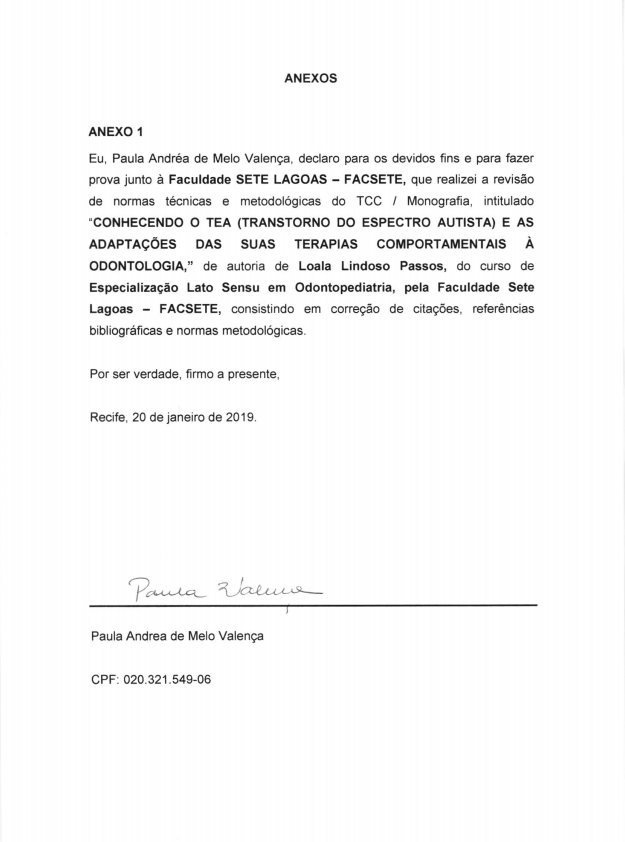 ANEXOS
ANEXO 1
Eu, Paula Andréa de Melo Valença, declaro para os devidos fins e para fazer
prova junto à Faculdade SETE LAGOAS – FACSETE, que realizei a revisão
de normas técnicas e metodológicas do TCC / Monografia, intitulado
“CONHECENDO O TEA (TRANSTORNO DO ESPECTRO AUTISTA) E AS
ADAPTAÇÕES DAS SUAS TERAPIAS COMPORTAMENTAIS À
ODONTOLOGIA,” de autoria de Loala Lindoso Passos, do curso de
Especialização Lato Sensu em Odontopediatria, pela Faculdade Sete
Lagoas – FACSETE, consistindo em correção de citações, referências
bibliográficas e normas metodológicas.
Por ser verdade, firmo a presente,
Recife, 20 de janeiro de 2019.
Paula Valença
Paula Andrea de Melo Valença
CPF: 020.321.549-06